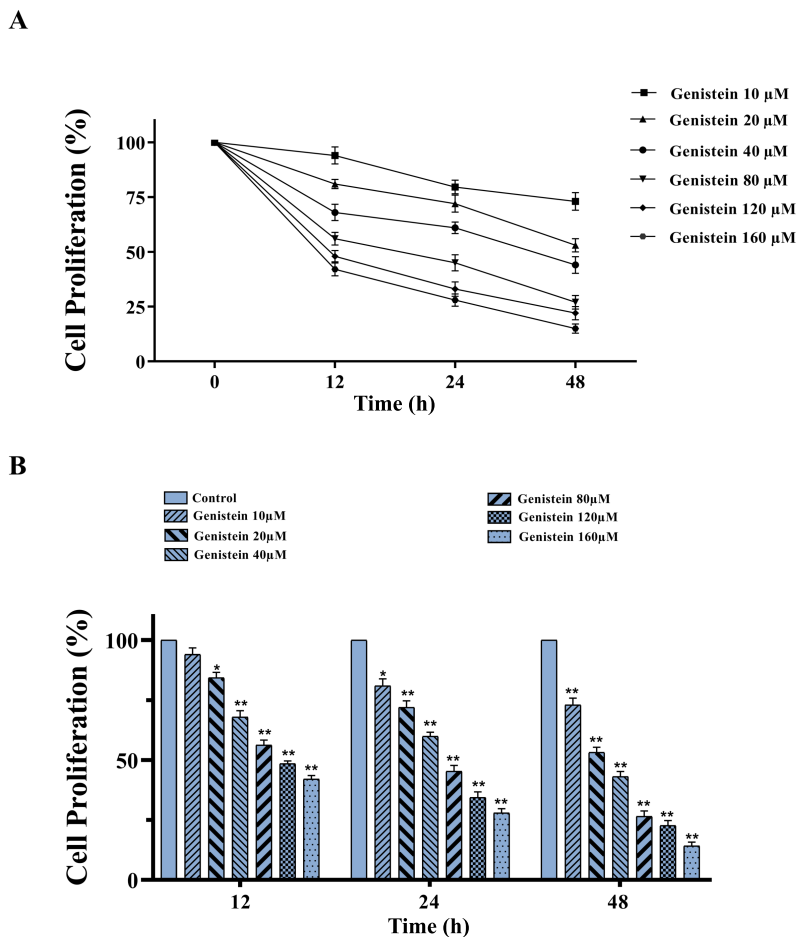 A
Genistein 10 µM
Genistein 20 µM
Genistein 40 µM
Genistein 80 µM
Genistein 120 µM
Genistein 160 µM
Cell Proliferation (%)
100
75
50
25
0
0 12 24 48
Time (h)
B
Control
Genistein 10µM
Genistein 20µM
Genistein 40µM
Genistein 80µM
Genistein 120µM
Genistein 160µM
Cell Proliferation (%)
100
50
0
* ** ** ** **
* ** ** ** ** **
** ** ** ** ** **
12 24 48
Time (h)